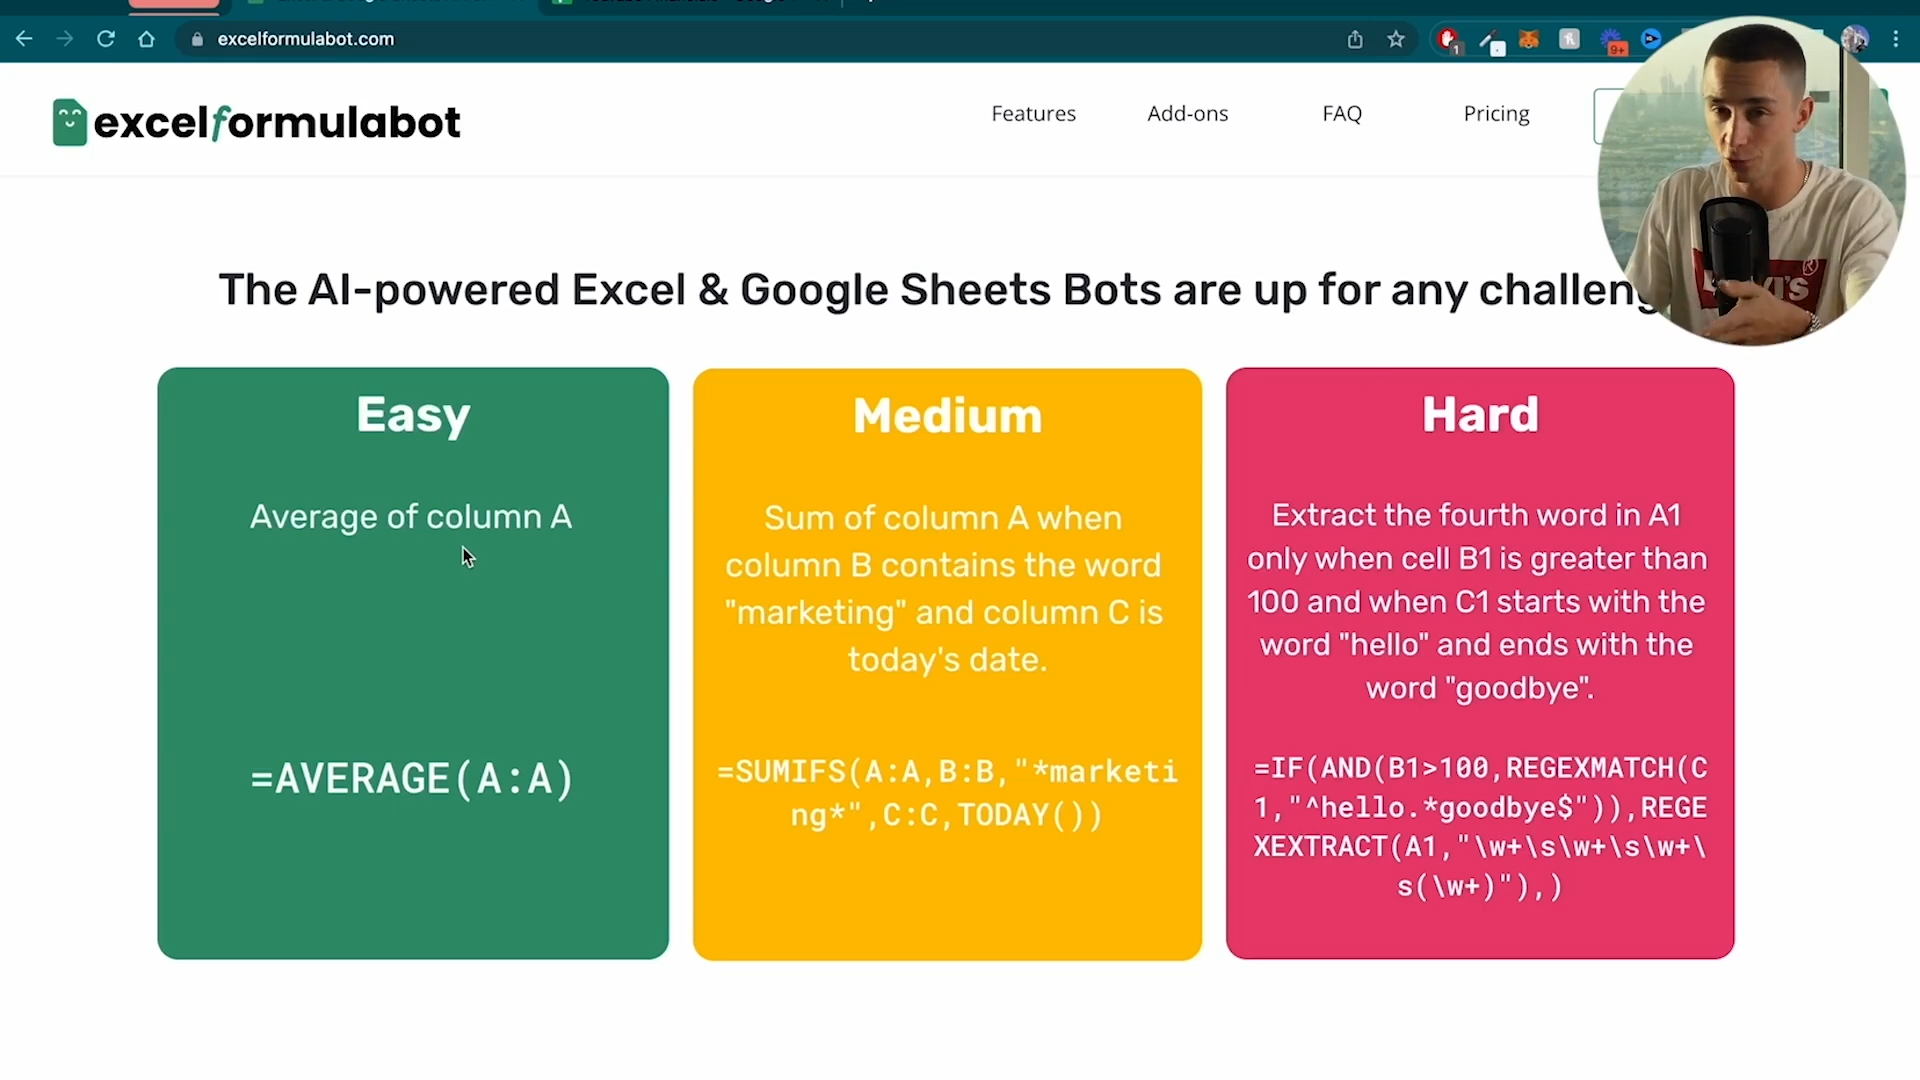 excelformulabot.com
1
9+
excelformulabot
Features
Add-ons
FAQ
Pricing
The AI-powered Excel & Google Sheets Bots are up for any
Easy
Average of column A
=AVERAGE(A:A)
Medium
Sum of column A when
column B contains the word
"marketing" and column C is
today's date.
=SUMIFS(A:A,B:B,"*marketi
ng*",C:C,TODAY())
Hard
Extract the fourth word in A1
only when cell B1 is greater than
100 and when C1 starts with the
word "hello" and ends with the
word "goodbye".
=IF(AND(B1>100,REGEXMATCH(C
1,"^hello.*goodbye$")),REGE
XEXTRACT(A1,"\w+\s\w+\s\w+\
s(\w+)"),)